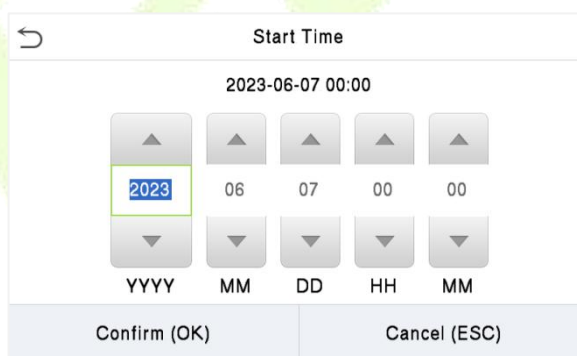 Start Time
2023-06-07 00:00
2023 06 07 00 00
YYYY MM DD HH MM
Confirm (OK) Cancel (ESC)